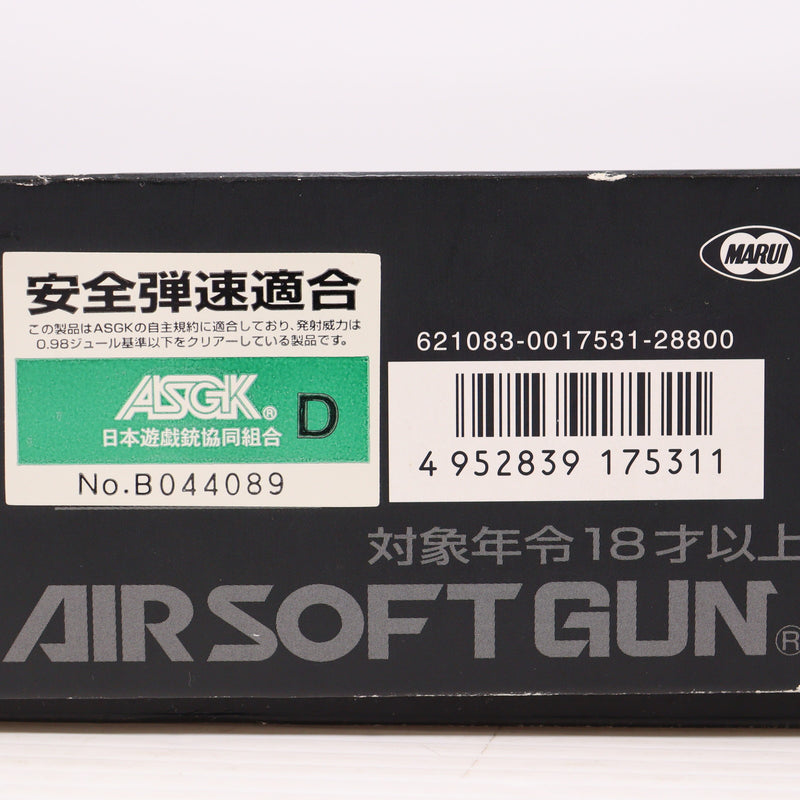 安全弾速適合
この製品はASGKの自主規約に適合しており、発射威力は
0.98ジュール基準以下をクリアーしている製品です。
ASGK® D
日本遊戯銃協同組合
No.B044089
MARUI
621083-0017531-28800
4 952839 175311
対象年令18才以上
AIRSOFT GUN®